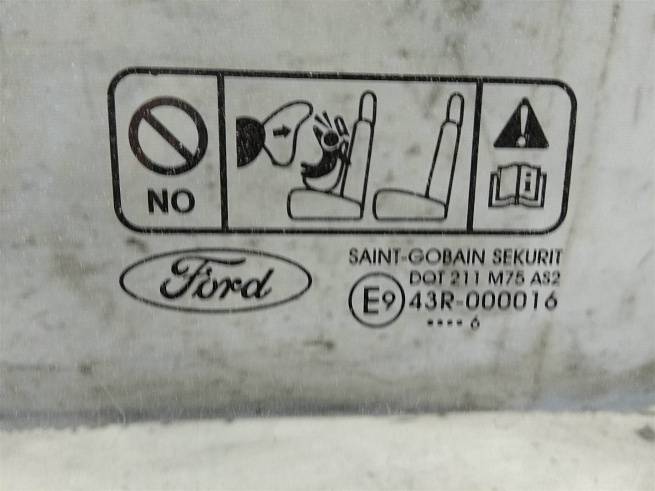 NO
Ford
SAINT-GOBAIN SEKURIT
DOT 211 M75 AS2
E9 43R-000016
.... 6